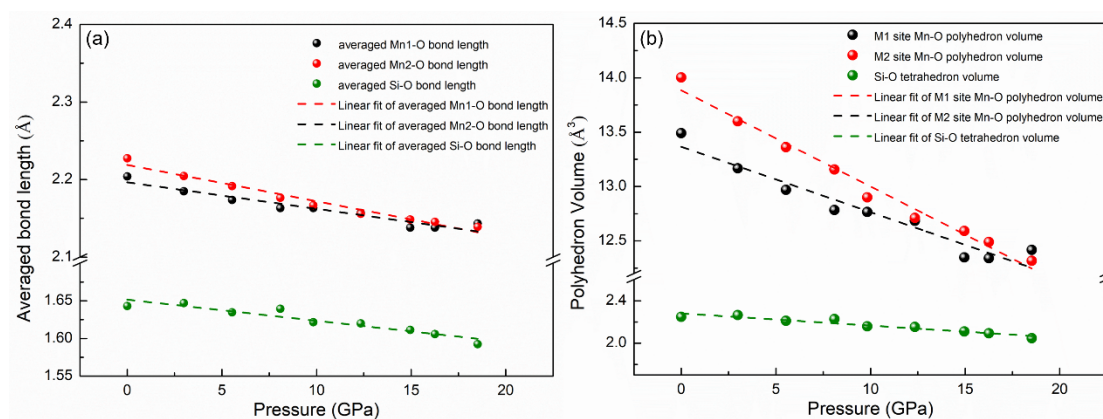 (a)
averaged Mn1-O bond length
averaged Mn2-O bond length
averaged Si-O bond length
Linear fit of averaged Mn1-O bond length
Linear fit of averaged Mn2-O bond length
Linear fit of averaged Si-O bond length
Averaged bond length (Å)
2.4
2.3
2.2
2.1
1.65
1.60
1.55
0
5
10
15
20
Pressure (GPa)
(b)
M1 site Mn-O polyhedron volume
M2 site Mn-O polyhedron volume
Si-O tetrahedron volume
Linear fit of M1 site Mn-O polyhedron volume
Linear fit of M2 site Mn-O polyhedron volume
Linear fit of Si-O tetrahedron volume
Polyhedron Volume (Å³)
14.0
13.5
13.0
12.5
2.4
2.0
0
5
10
15
20
Pressure (GPa)